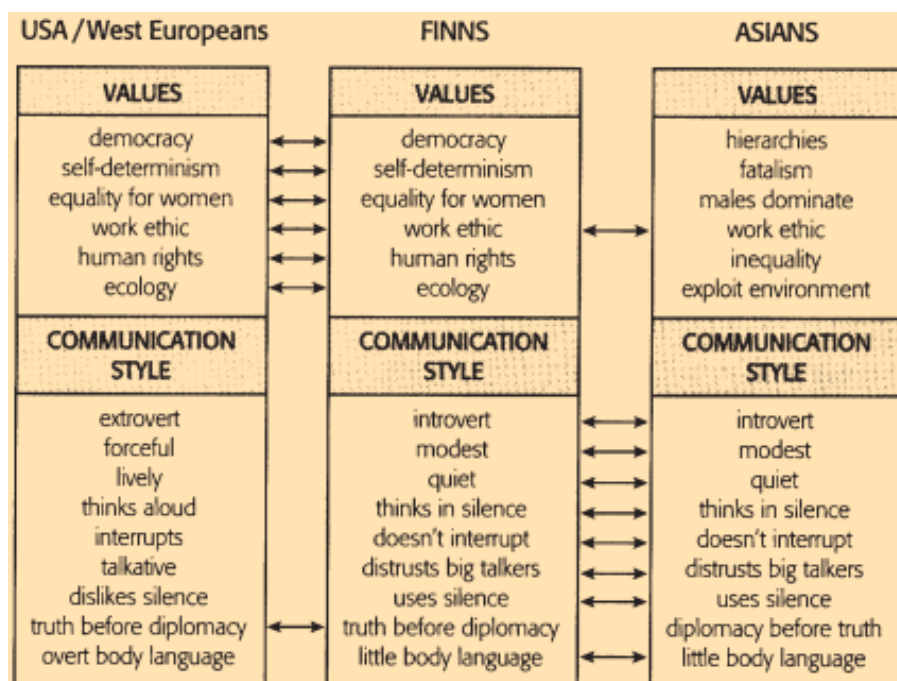 USA/West Europeans
FINNS
ASIANS
VALUES
VALUES
VALUES
democracy
democracy
hierarchies
self-determinism
self-determinism
fatalism
equality for women
equality for women
males dominate
work ethic
work ethic
work ethic
human rights
human rights
inequality
ecology
ecology
exploit environment
COMMUNICATION
STYLE
COMMUNICATION
STYLE
COMMUNICATION
STYLE
extrovert
introvert
introvert
forceful
modest
modest
lively
quiet
quiet
thinks aloud
thinks in silence
thinks in silence
interrupts
doesn't interrupt
doesn't interrupt
talkative
distrusts big talkers
distrusts big talkers
dislikes silence
uses silence
uses silence
truth before diplomacy
truth before diplomacy
diplomacy before truth
overt body language
little body language
little body language